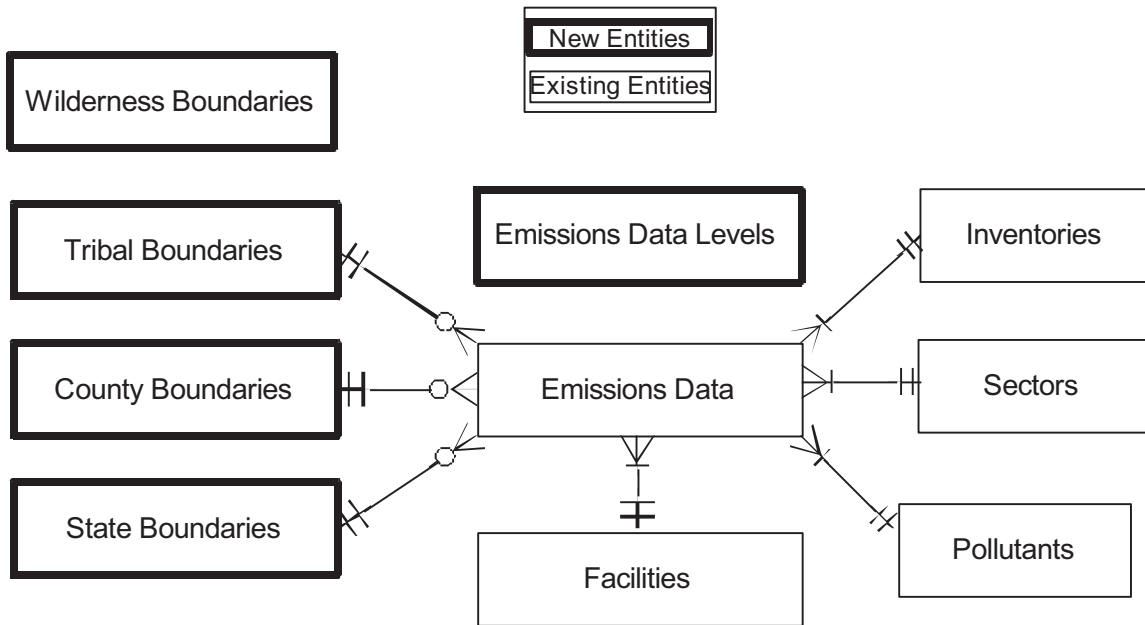 New Entities
Existing Entities
Wilderness Boundaries
Tribal Boundaries
Emissions Data Levels
Inventories
County Boundaries
Emissions Data
Sectors
State Boundaries
Facilities
Pollutants